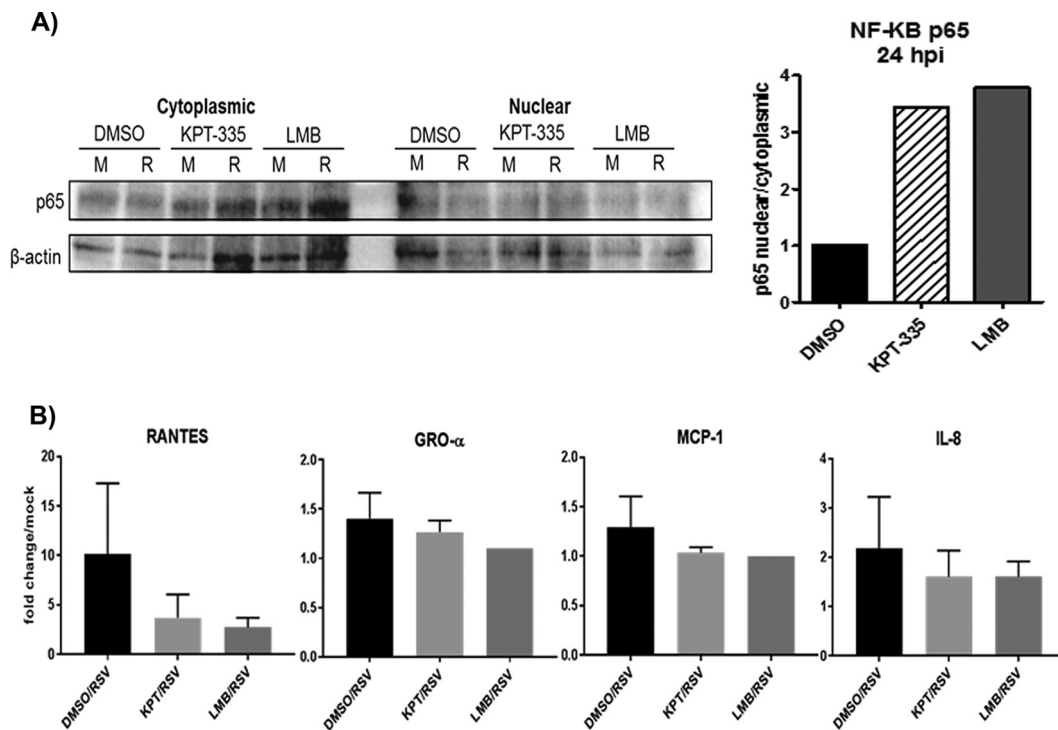 A)
Cytoplasmic Nuclear
DMSO KPT-335 LMB DMSO KPT-335 LMB
M R M R M R M R M R M R
p65
β-actin
NF-KB p65
24 hpi
p65 nuclear/cytoplasmic
4
3
2
1
0
DMSO
KPT-335
LMB
B)
RANTES
fold change/mock
20
15
10
5
0
DMSO/RSV
KPT/RSV
LMB/RSV
GRO-α
2.0
1.5
1.0
0.5
0.0
DMSO/RSV
KPT/RSV
LMB/RSV
MCP-1
2.0
1.5
1.0
0.5
0.0
DMSO/RSV
KPT/RSV
LMB/RSV
IL-8
4
3
2
1
0
DMSO/RSV
KPT/RSV
LMB/RSV